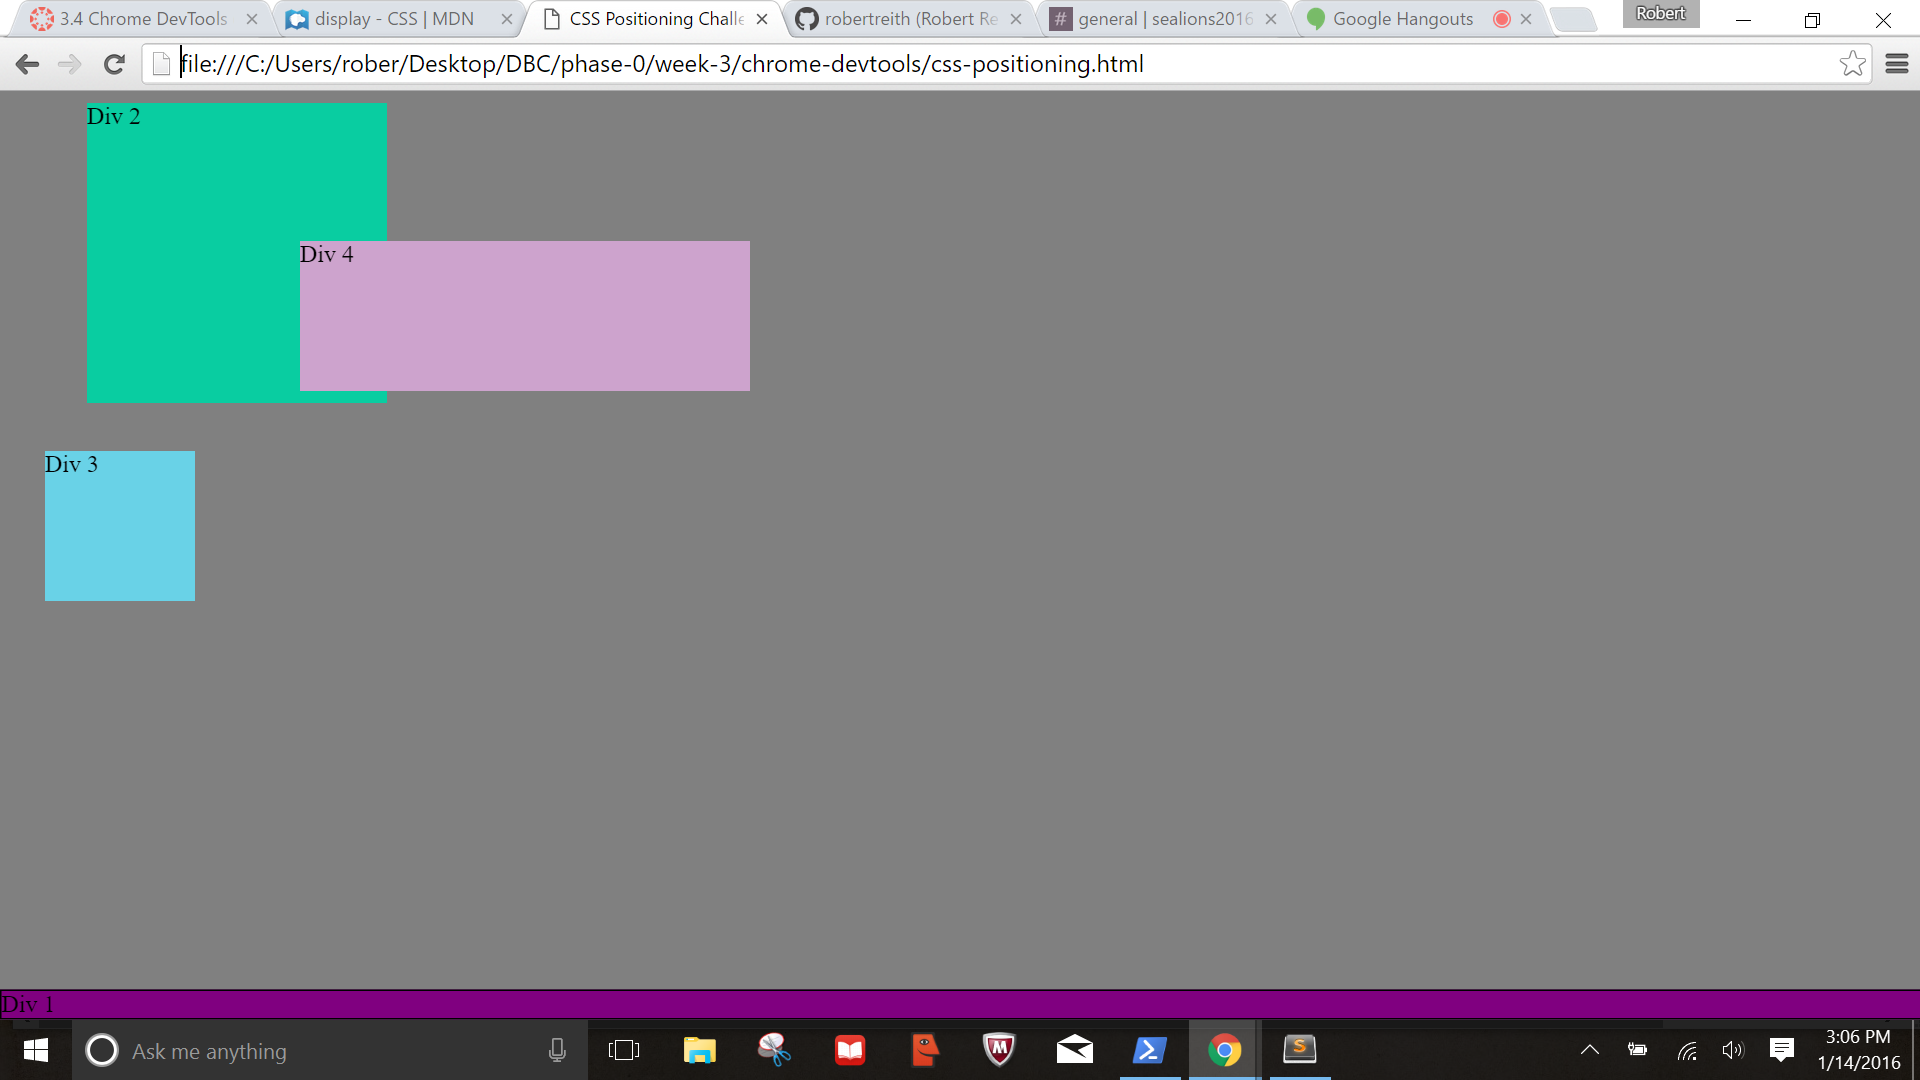 3.4 Chrome DevTools
display - CSS | MDN
CSS Positioning Challe
robertreith (Robert Re
# general | sealions2016
Google Hangouts
Robert
file:///C:/Users/rober/Desktop/DBC/phase-0/week-3/chrome-devtools/css-positioning.html
Div 2
Div 4
Div 3
Div 1
Ask me anything
3:06 PM
1/14/2016